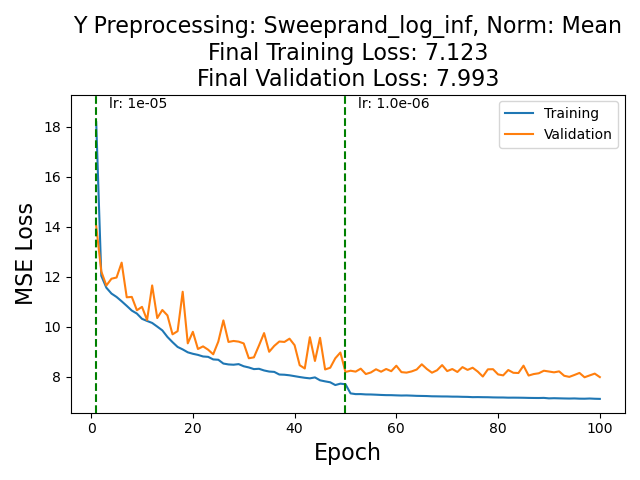 Y Preprocessing: Sweeprand_log_inf, Norm: Mean
Final Training Loss: 7.123
Final Validation Loss: 7.993
lr: 1e-05
lr: 1.0e-06
Training
Validation
18
16
14
12
10
8
MSE Loss
0
20
40
60
80
100
Epoch